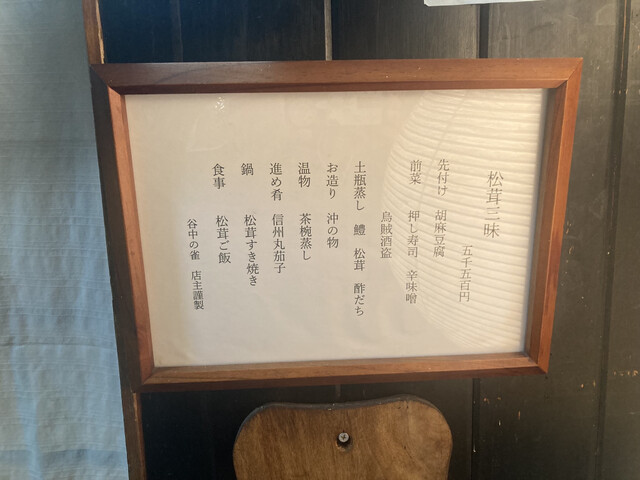 松茸三昧
五千五百円
先付け 胡麻豆腐
前菜 押し寿司 辛味噌
烏賊酒盗
土瓶蒸し 鱧 松茸 酢だち
お造り 沖の物
温物 茶椀蒸し
進め肴 信州丸茄子
鍋 松茸すき焼き
食事 松茸ご飯
谷中の雀 店主謹製